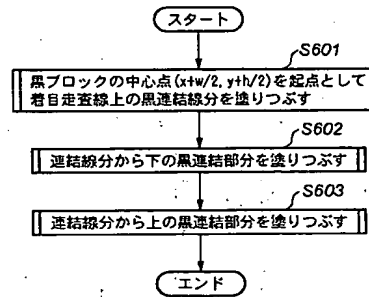 スタート
S601
黒ブロックの中心点(x+w/2, y+h/2)を起点として
着目走査線上の黒連結線分を塗りつぶす
S602
連結線分から下の黒連結部分を塗りつぶす
S603
連結線分から上の黒連結部分を塗りつぶす
エンド